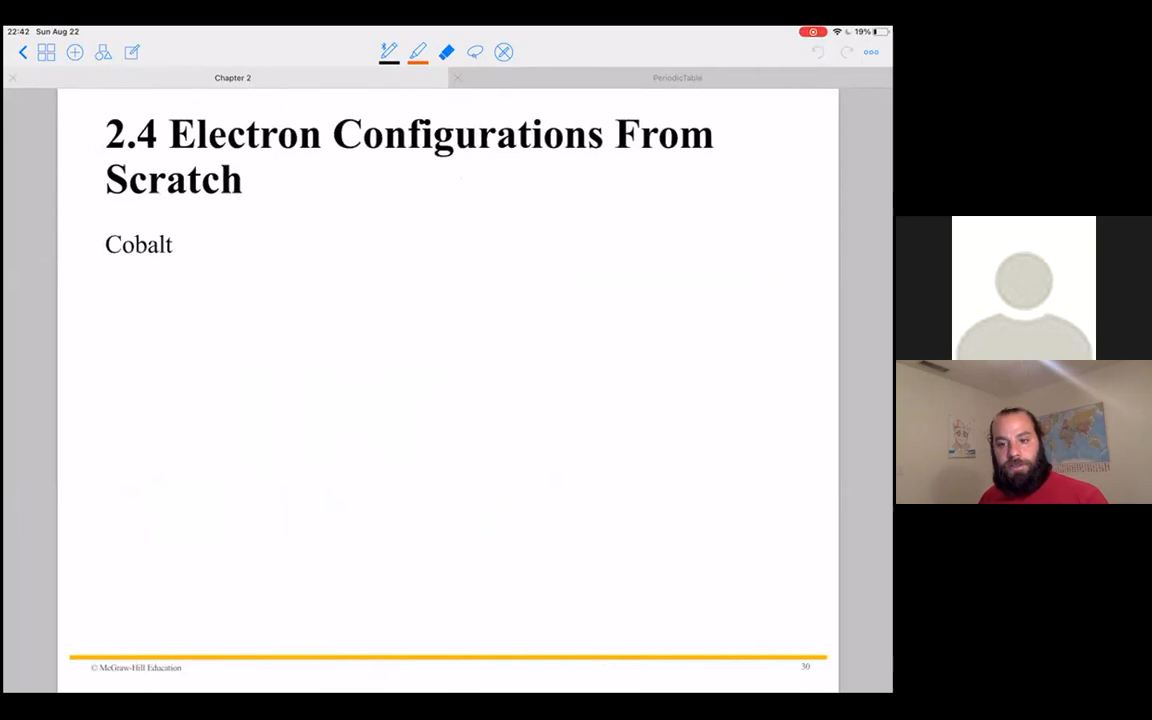 22:42 Sun Aug 22
19%
Chapter 2
PeriodicTable
2.4 Electron Configurations From
Scratch
Cobalt
© McGraw-Hill Education
30